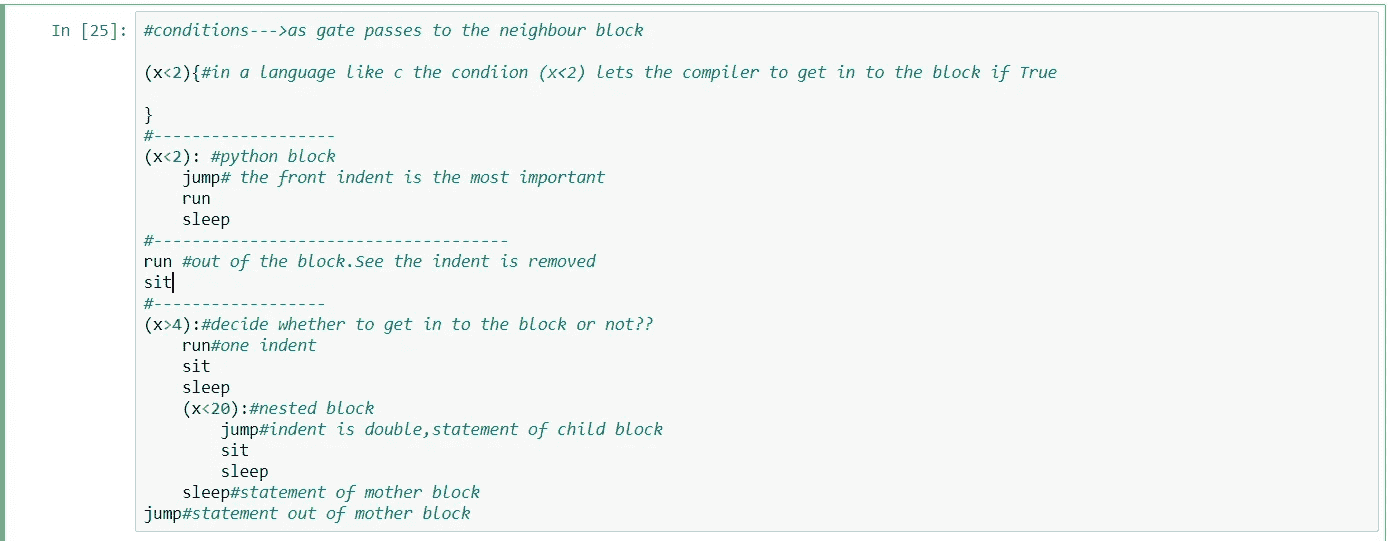 In [25]: #conditions--->as gate passes to the neighbour block
(x<2){#in a language like c the condiion (x<2) lets the compiler to get in to the block if True
}
#-------------------
(x<2): #python block
jump# the front indent is the most important
run
sleep
#-------------------------------------
run #out of the block.See the indent is removed
sit
#------------------
(x>4):#decide whether to get in to the block or not??
run#one indent
sit
sleep
(x<20):#nested block
jump#indent is double,statement of child block
sit
sleep
sleep#statement of mother block
jump#statement out of mother block